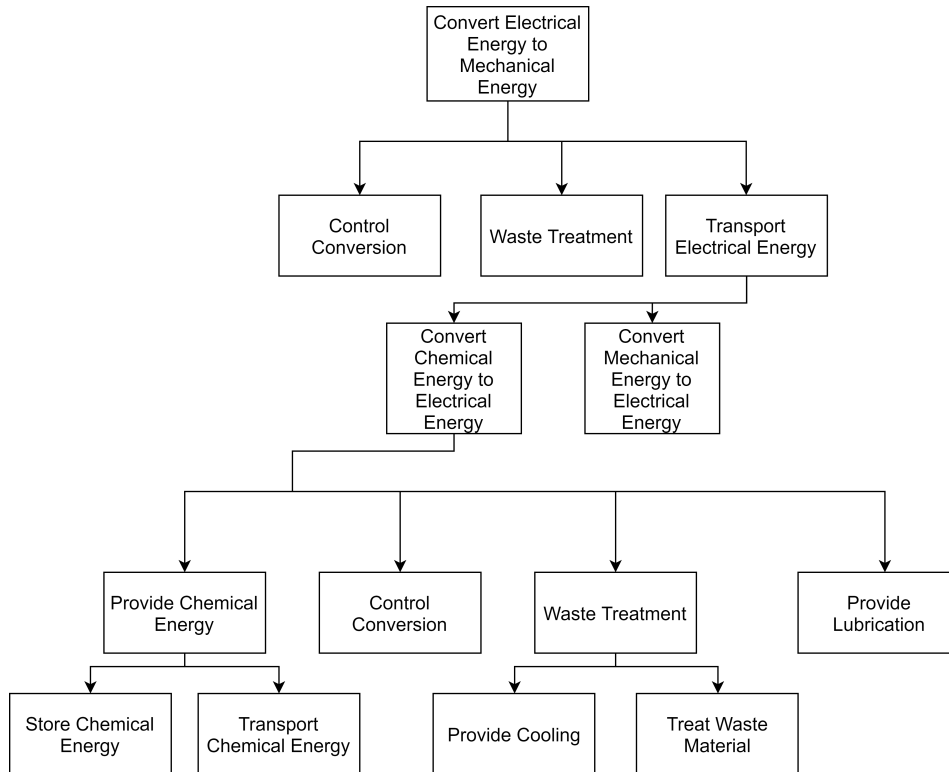 Convert Electrical
Energy to
Mechanical
Energy
Control
Conversion
Waste Treatment
Transport
Electrical Energy
Convert
Chemical
Energy to
Electrical
Energy
Convert
Mechanical
Energy to
Electrical
Energy
Provide Chemical
Energy
Control
Conversion
Waste Treatment
Provide
Lubrication
Store Chemical
Energy
Transport
Chemical Energy
Provide Cooling
Treat Waste
Material